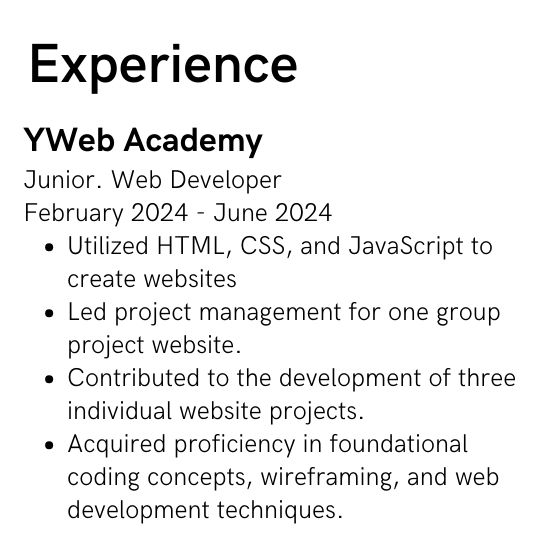 Experience
YWeb Academy
Junior. Web Developer
February 2024 - June 2024
• Utilized HTML, CSS, and JavaScript to
create websites
• Led project management for one group
project website.
• Contributed to the development of three
individual website projects.
• Acquired proficiency in foundational
coding concepts, wireframing, and web
development techniques.